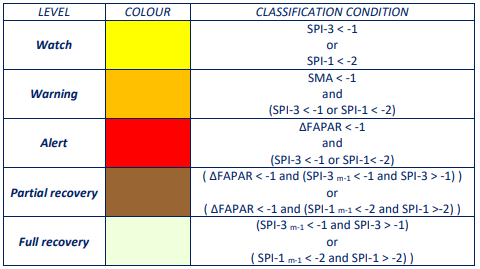 LEVEL COLOUR CLASSIFICATION CONDITION
Watch
SPI-3 < -1
or
SPI-1 < -2
Warning
SMA < -1
and
(SPI-3 < -1 or SPI-1 < -2)
Alert
ΔFAPAR < -1
and
(SPI-3 < -1 or SPI-1< -2)
Partial recovery
( ΔFAPAR < -1 and (SPI-3 m-1 < -1 and SPI-3 > -1) )
or
( ΔFAPAR < -1 and (SPI-1 m-1 < -2 and SPI-1 >-2) )
Full recovery
(SPI-3 m-1 < -1 and SPI-3 > -1)
or
( SPI-1 m-1 < -2 and SPI-1 > -2) )